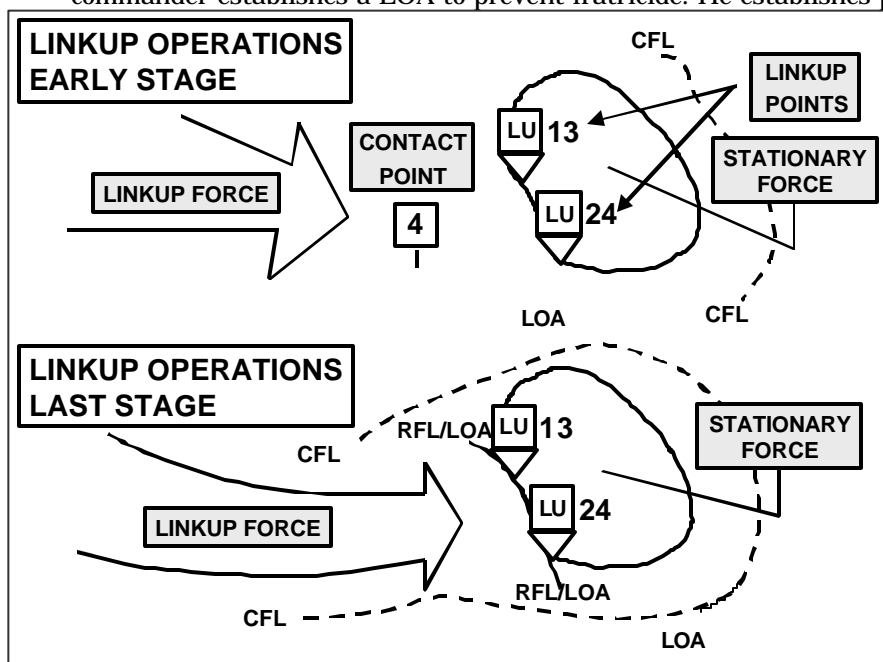 commander establishes a LOA to prevent fratricide. He establishes
LINKUP OPERATIONS
EARLY STAGE
CFL
LINKUP
POINTS
LU 13
CONTACT
POINT
STATIONARY
FORCE
LINKUP FORCE
LU 24
4
CFL
LOA
LINKUP OPERATIONS
LAST STAGE
CFL
RFL/LOA
LU 13
STATIONARY
FORCE
LINKUP FORCE
LU 24
RFL/LOA
CFL
LOA